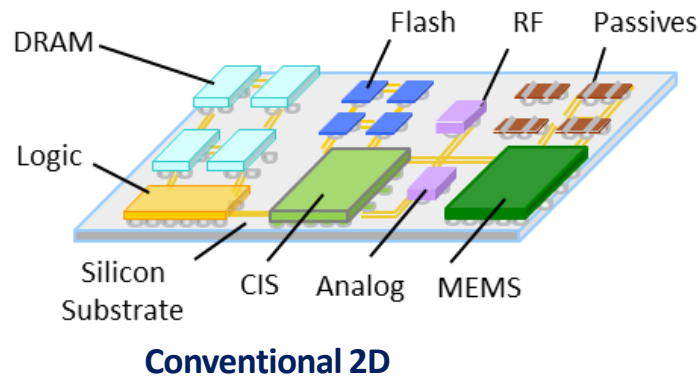 Flash
RF
Passives
DRAM
Logic
Silicon
Substrate
CIS
Analog
MEMS
Conventional 2D